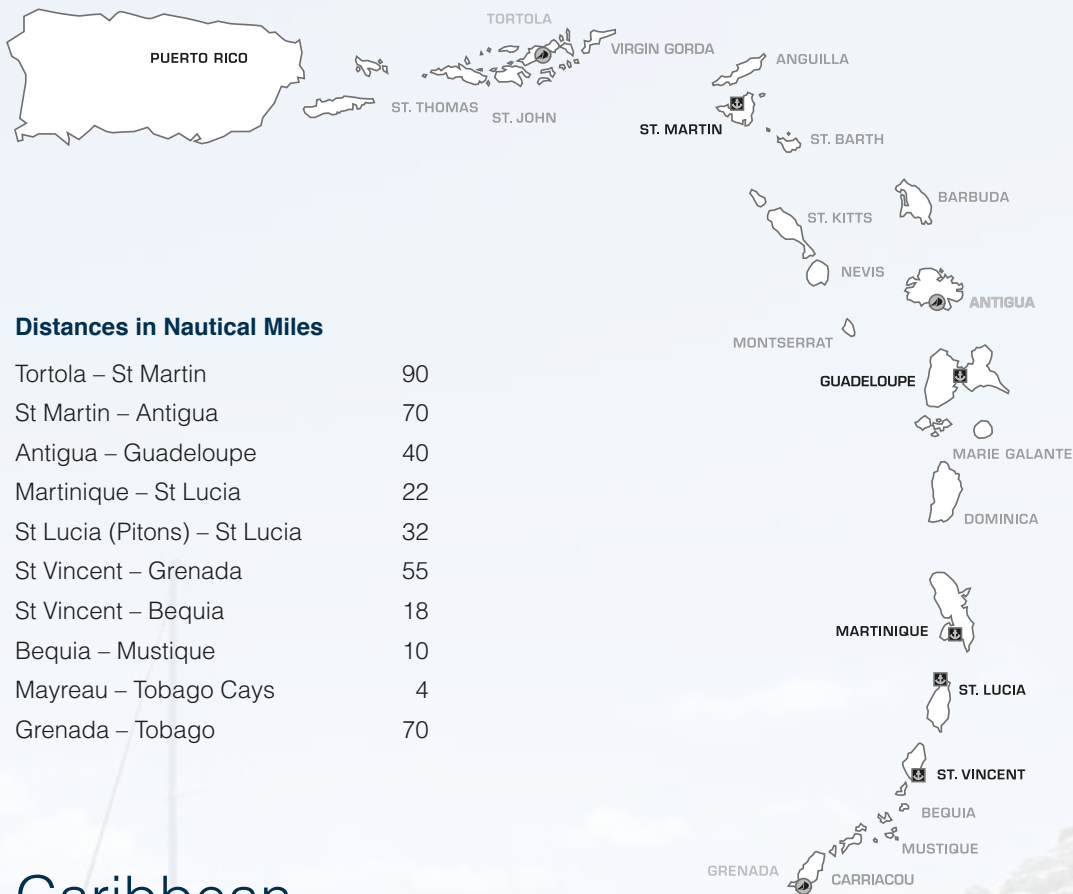 TORTOLA
VIRGIN GORDA
PUERTO RICO
ANGUILLA
ST. THOMAS
ST. JOHN
ST. MARTIN
ST. BARTH
BARBUDA
ST. KITTS
NEVIS
ANTIGUA
MONTSERRAT
GUADELOUPE
MARIE GALANTE
DOMINICA
MARTINIQUE
ST. LUCIA
ST. VINCENT
BEQUIA
MUSTIQUE
GRENADA
CARRIACOU
Distances in Nautical Miles
Tortola – St Martin 90
St Martin – Antigua 70
Antigua – Guadeloupe 40
Martinique – St Lucia 22
St Lucia (Pitons) – St Lucia 32
St Vincent – Grenada 55
St Vincent – Bequia 18
Bequia – Mustique 10
Mayreau – Tobago Cays 4
Grenada – Tobago 70
Caribbean